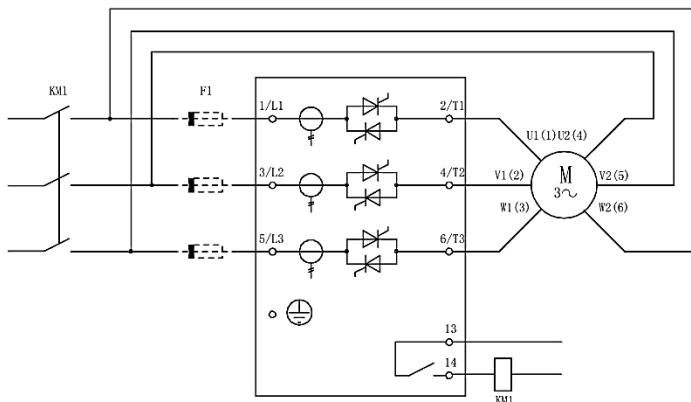 KM1
F1
1/L1
2/T1
U1(1)
U2(4)
3/L2
4/T2
V1(2)
M
3~
V2(5)
W1(3)
W2(6)
5/L3
6/T3
13
14
KM1